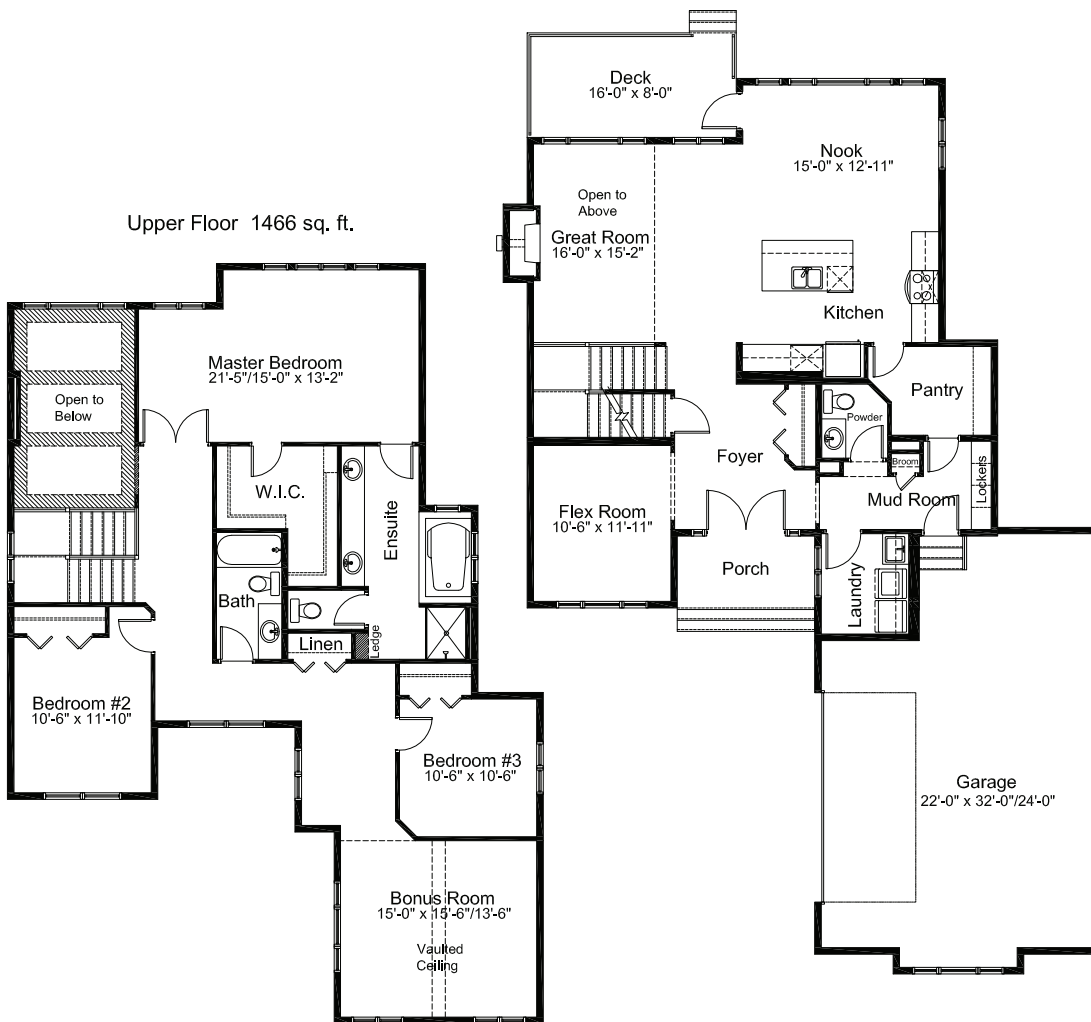 Upper Floor 1466 sq. ft.
Master Bedroom
21'-5"/15'-0" x 13'-2"
Open to
Below
W.I.C.
Ensuite
Bath
Linen
Ledge
Bedroom #2
10'-6" x 11'-10"
Bedroom #3
10'-6" x 10'-6"
Bonus Room
15'-0" x 15'-6"/13'-6"
Vaulted
Ceiling
Deck
16'-0" x 8'-0"
Nook
15'-0" x 12'-11"
Open to
Above
Great Room
16'-0" x 15'-2"
Kitchen
Pantry
Powder
Foyer
Broom
Lockers
Mud Room
Flex Room
10'-6" x 11'-11"
Porch
Laundry
Garage
22'-0" x 32'-0"/24'-0"